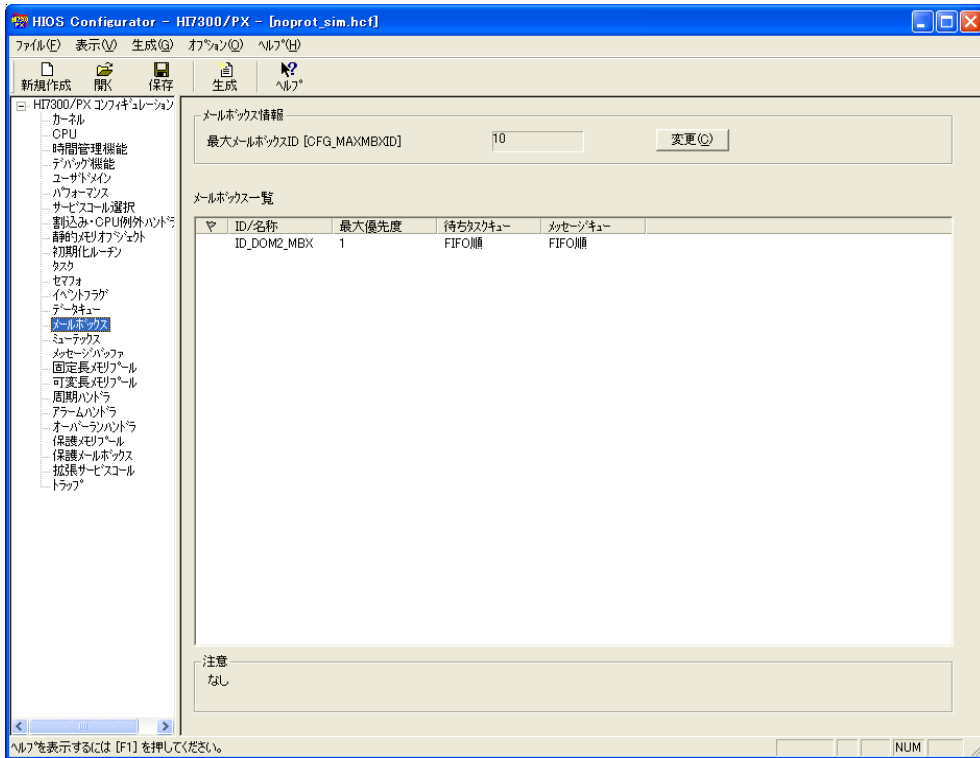 HIOS Configurator - HI7300/PX - [noprot_sim.hcf]
ファイル(F) 表示(V) 生成(G) オプション(O) ヘルプ(H)
新規作成 開く 保存 生成 ヘルプ
HI7300/PX コンフィギュレーション
カーネル
CPU
時間管理機能
デバッグ機能
ユーザドメイン
パフォーマンス
サービスコール選択
割込み・CPU例外ハンドラ
静的メモリオブジェクト
初期化ルーチン
タスク
セマフォ
イベントフラグ
データキュー
メールボックス
ミューテックス
メッセージバッファ
固定長メモリプール
可変長メモリプール
周期ハンドラ
アラームハンドラ
オーバーランハンドラ
保護メモリプール
保護メールボックス
拡張サービスコール
トラップ
メールボックス情報
最大メールボックスID [CFG_MAXMBXID] 10 変更(C)
メールボックス一覧
ID/名称 最大優先度 待ちタスクキュー メッセージキュー
ID_DOM2_MBX 1 FIFO順 FIFO順
注意
なし
ヘルプを表示するには [F1] を押してください。 NUM